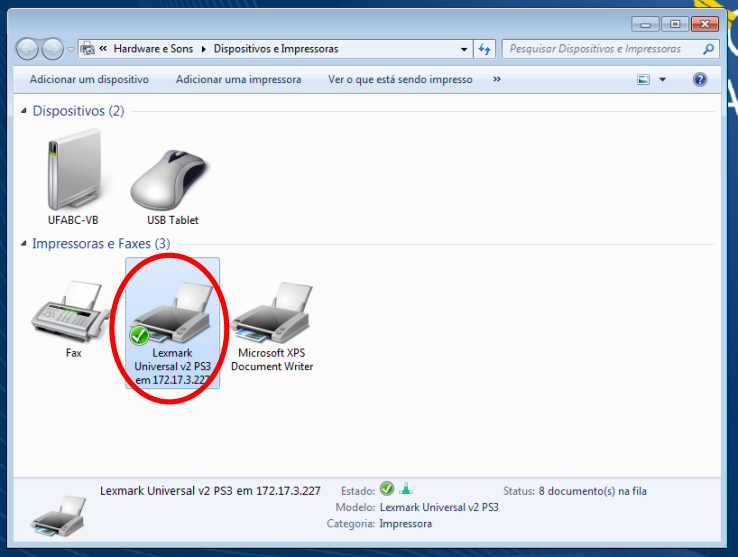 « Hardware e Sons ▸ Dispositivos e Impressoras
Pesquisar Dispositivos e Impressoras
Adicionar um dispositivo Adicionar uma impressora Ver o que está sendo impresso »
Dispositivos (2)
UFABC-VB
USB Tablet
Impressoras e Faxes (3)
Fax
Lexmark
Universal v2 PS3
em 172.17.3.227
Microsoft XPS
Document Writer
Lexmark Universal v2 PS3 em 172.17.3.227
Estado:
Status: 8 documento(s) na fila
Modelo: Lexmark Universal v2 PS3
Categoria: Impressora